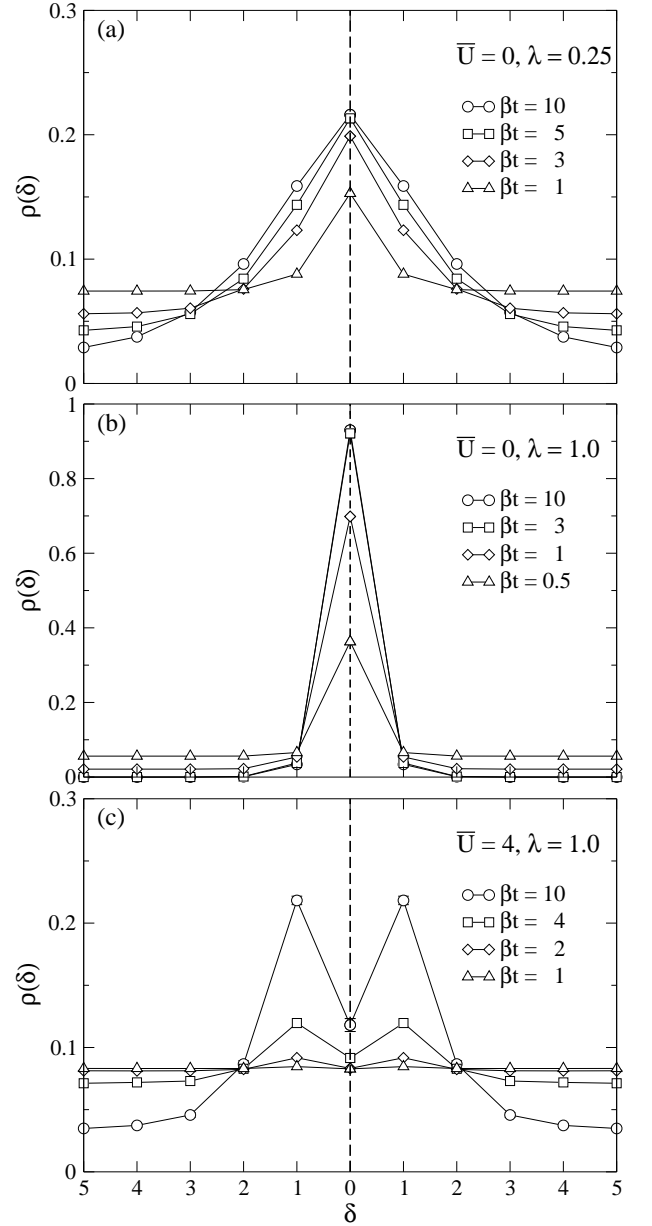 0.3
(a)
U̅ = 0, λ = 0.25
βt = 10
βt = 5
βt = 3
βt = 1
0.2
ρ(δ)
0.1
0
1
(b)
U̅ = 0, λ = 1.0
βt = 10
βt = 3
βt = 1
βt = 0.5
0.8
0.6
ρ(δ)
0.4
0.2
0
0.3
(c)
U̅ = 4, λ = 1.0
βt = 10
βt = 4
βt = 2
βt = 1
0.2
ρ(δ)
0.1
0
5 4 3 2 1 0 1 2 3 4 5
δ